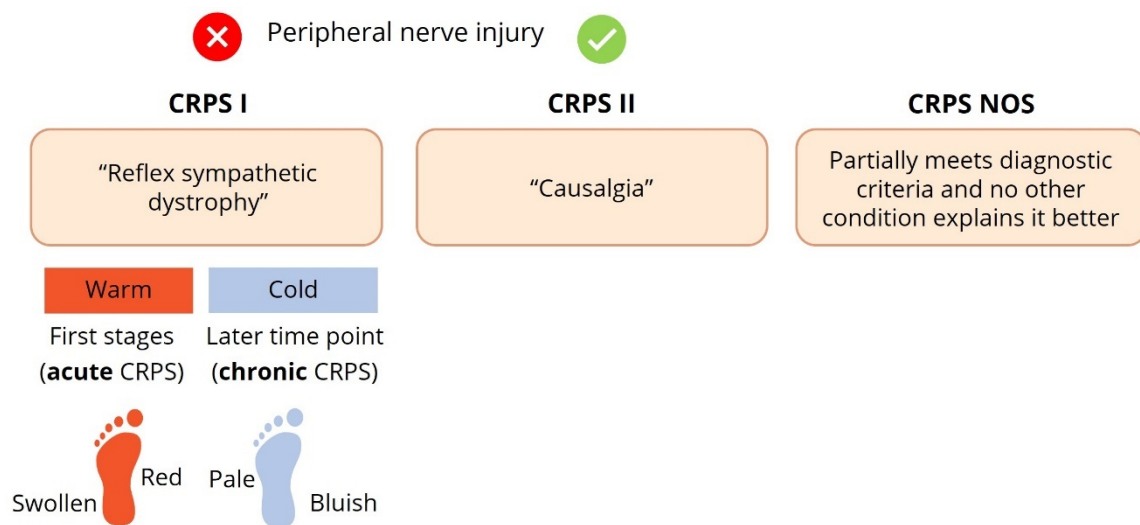 Peripheral nerve injury
CRPS I
“Reflex sympathetic
dystrophy”
Warm
Cold
First stages
(acute CRPS)
Later time point
(chronic CRPS)
Swollen
Red
Pale
Bluish
CRPS II
“Causalgia”
CRPS NOS
Partially meets diagnostic
criteria and no other
condition explains it better